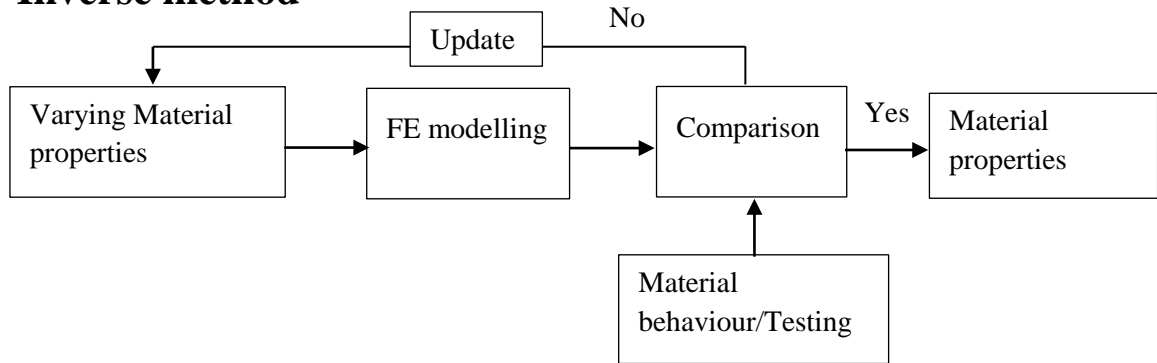 Inverse method
No
Update
Varying Material
properties
FE modelling
Comparison
Yes
Material
properties
Material
behaviour/Testing